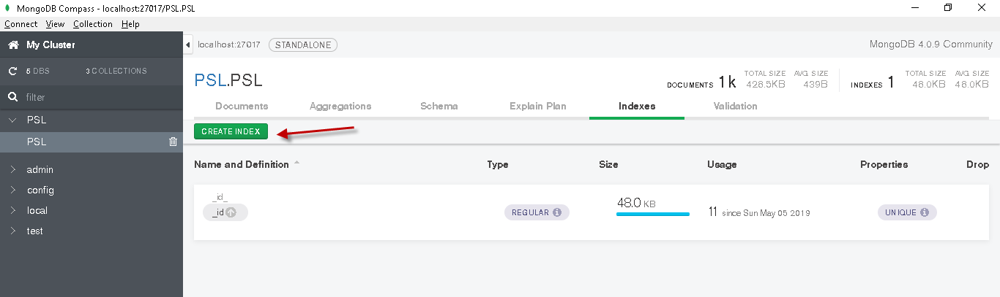 MongoDB Compass - localhost:27017/PSL.PSL
Connect View Collection Help
My Cluster
5 DBS 3 COLLECTIONS
filter
PSL
PSL
admin
config
local
test
localhost:27017 STANDALONE MongoDB 4.0.9 Community
PSL.PSL
DOCUMENTS 1k TOTAL SIZE 428.5KB AVG. SIZE 439B INDEXES 1 TOTAL SIZE 48.0KB AVG. SIZE 48.0KB
Documents Aggregations Schema Explain Plan Indexes Validation
CREATE INDEX
Name and Definition Type Size Usage Properties Drop
_id_
_id REGULAR 48.0 KB 11 since Sun May 05 2019 UNIQUE